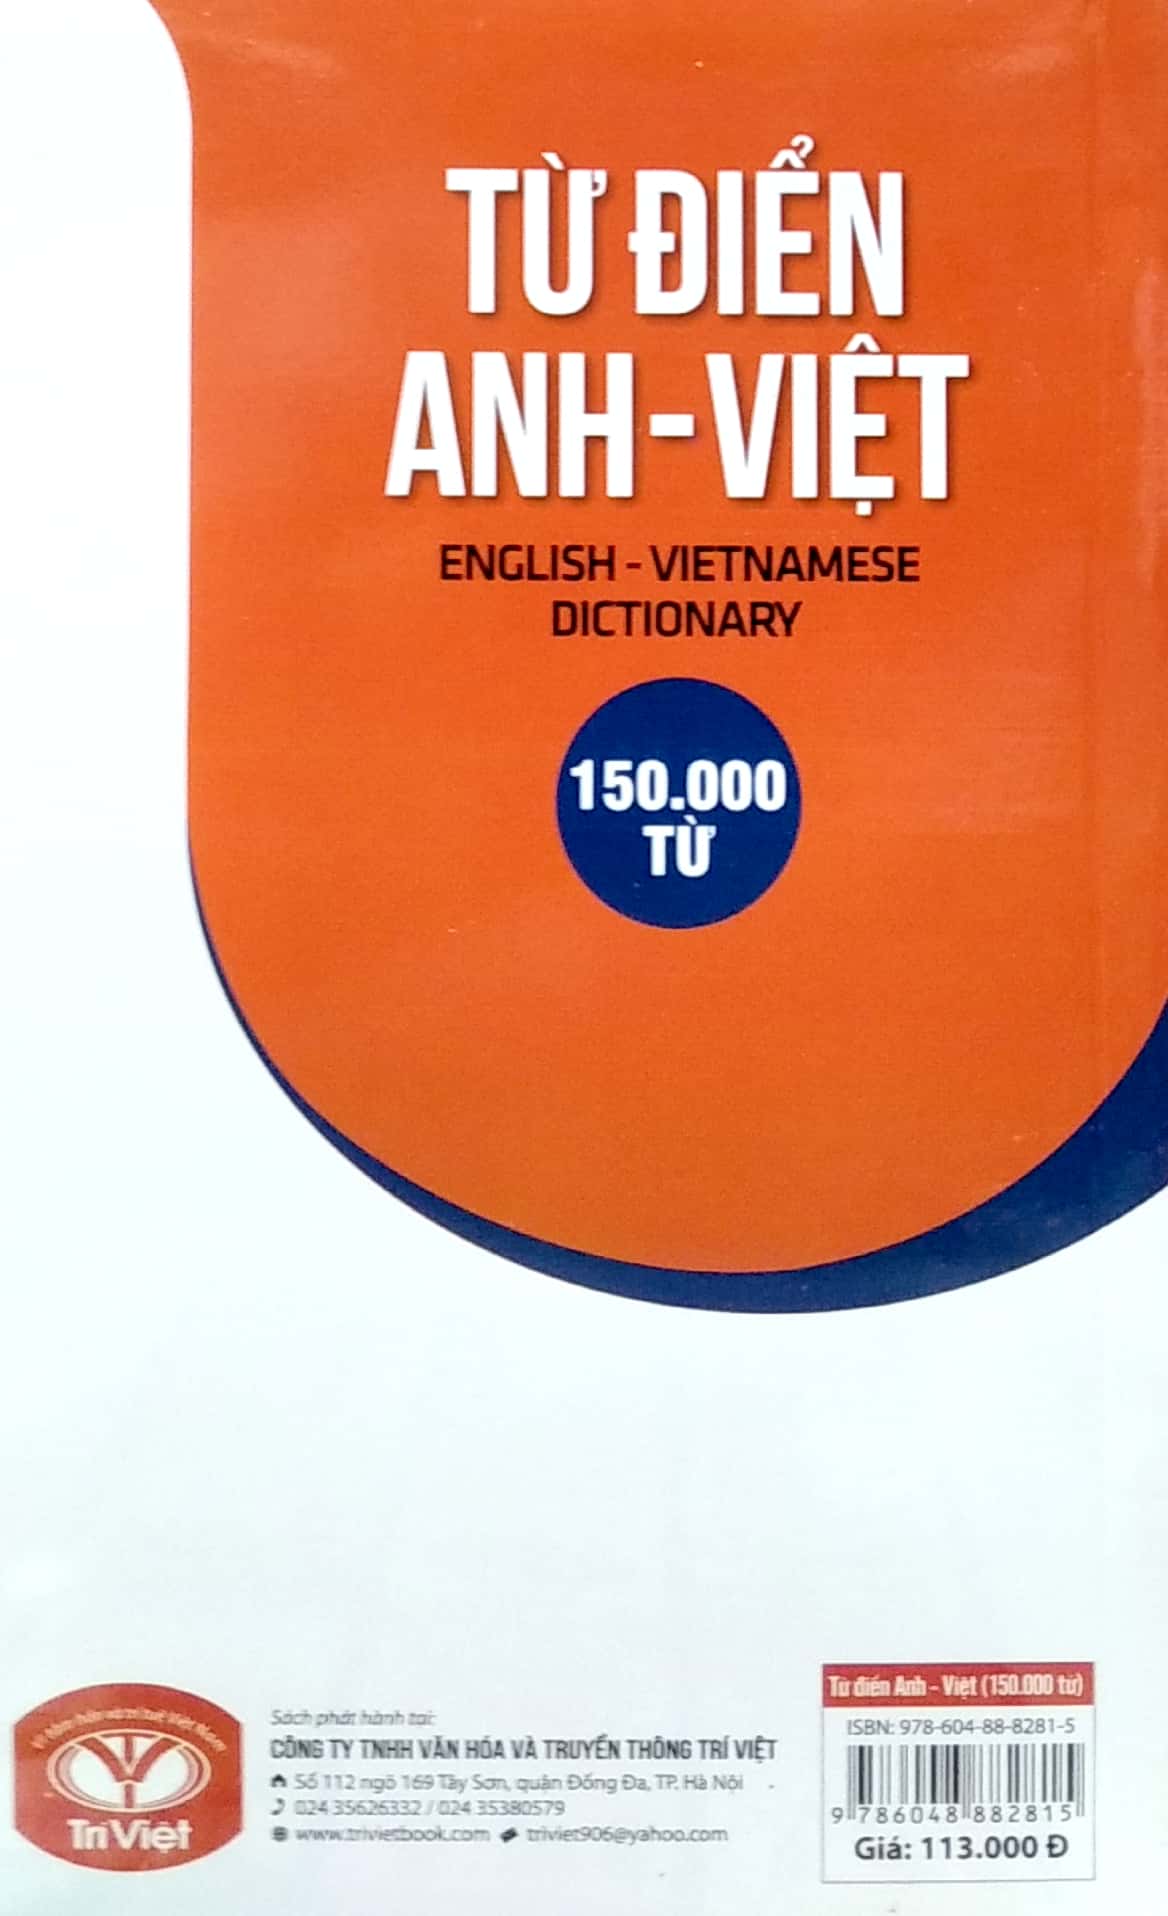 TỪ ĐIỂN
ANH-VIỆT
ENGLISH - VIETNAMESE
DICTIONARY
150.000
TỪ
Trí Việt
Sách phát hành tại:
CÔNG TY TNHH VĂN HÓA VÀ TRUYỀN THÔNG TRÍ VIỆT
Số 112 ngõ 169 Tây Sơn, quận Đống Đa, TP. Hà Nội
024 35626332 / 024 35380579
www.trivietbook.com triviet906@yahoo.com
Từ điển Anh - Việt (150.000 từ)
ISBN: 978-604-88-8281-5
9 786048 882815
Giá: 113.000 Đ